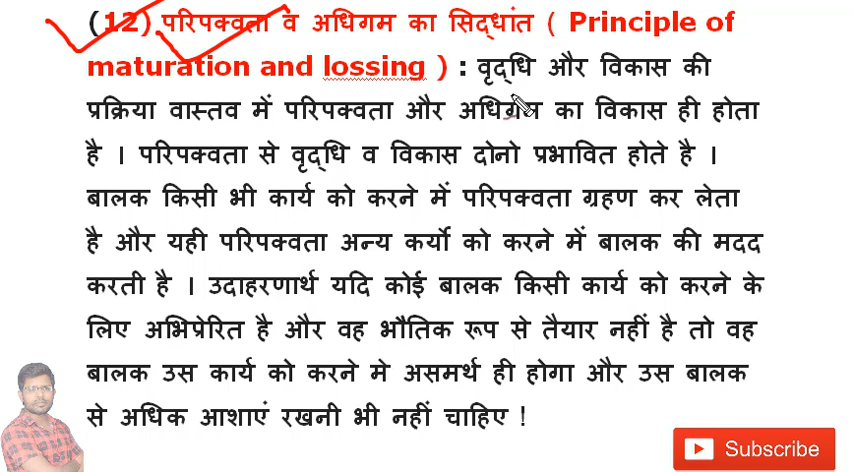 (12) परिपक्वता व अधिगम का सिद्धांत ( Principle of
maturation and lossing ) : वृद्धि और विकास की
प्रक्रिया वास्तव में परिपक्वता और अधिगम का विकास ही होता
है । परिपक्वता से वृद्धि व विकास दोनो प्रभावित होते है ।
बालक किसी भी कार्य को करने में परिपक्वता ग्रहण कर लेता
है और यही परिपक्वता अन्य कर्यो को करने में बालक की मदद
करती है । उदाहरणार्थ यदि कोई बालक किसी कार्य को करने के
लिए अभिप्रेरित है और वह भौतिक रूप से तैयार नहीं है तो वह
बालक उस कार्य को करने मे असमर्थ ही होगा और उस बालक
से अधिक आशाएं रखनी भी नहीं चाहिए !
Subscribe